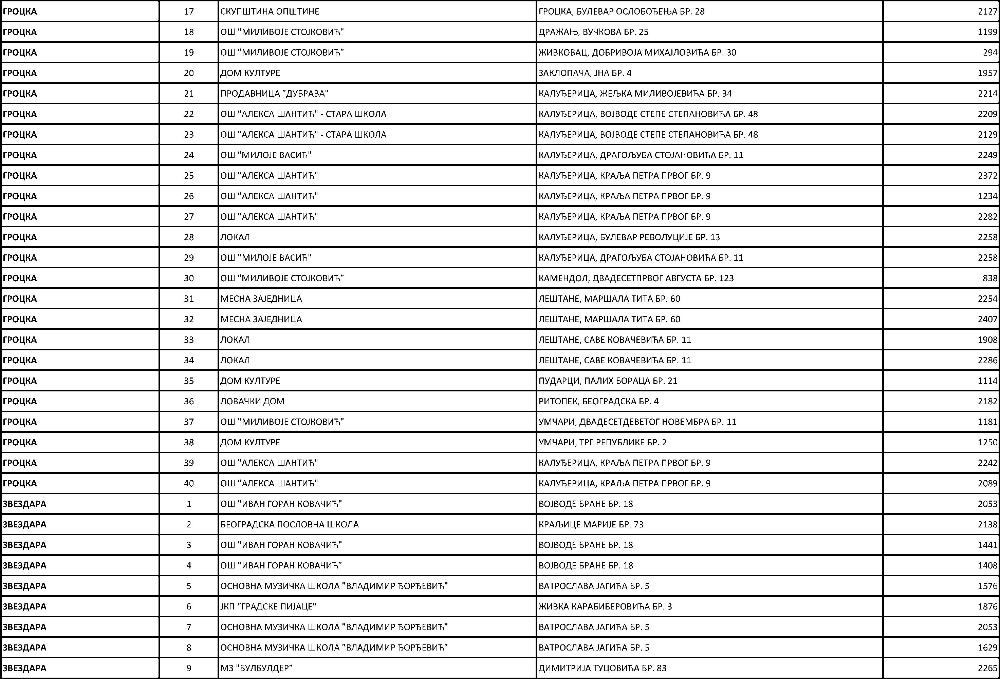 ГРОЦКА 17 СКУПШТИНА ОПШТИНЕ ГРОЦКА, БУЛЕВАР ОСЛОБОЂЕЊА БР. 28 2127
ГРОЦКА 18 ОШ "МИЛИВОЈЕ СТОЈКОВИЋ" ДРАЖАЊ, ВУЧКОВА БР. 25 1199
ГРОЦКА 19 ОШ "МИЛИВОЈЕ СТОЈКОВИЋ" ЖИВКОВАЦ, ДОБРИВОЈА МИХАЈЛОВИЋА БР. 30 294
ГРОЦКА 20 ДОМ КУЛТУРЕ ЗАКЛОПАЧА, ЈНА БР. 4 1957
ГРОЦКА 21 ПРОДАВНИЦА "ДУБРАВА" КАЛУЂЕРИЦА, ЖЕЉКА МИЛИВОЈЕВИЋА БР. 34 2214
ГРОЦКА 22 ОШ "АЛЕКСА ШАНТИЋ" - СТАРА ШКОЛА КАЛУЂЕРИЦА, ВОЈВОДЕ СТЕПЕ СТЕПАНОВИЋА БР. 48 2209
ГРОЦКА 23 ОШ "АЛЕКСА ШАНТИЋ" - СТАРА ШКОЛА КАЛУЂЕРИЦА, ВОЈВОДЕ СТЕПЕ СТЕПАНОВИЋА БР. 48 2129
ГРОЦКА 24 ОШ "МИЛОЈЕ ВАСИЋ" КАЛУЂЕРИЦА, ДРАГОЉУБА СТОЈАНОВИЋА БР. 11 2249
ГРОЦКА 25 ОШ "АЛЕКСА ШАНТИЋ" КАЛУЂЕРИЦА, КРАЉА ПЕТРА ПРВОГ БР. 9 2372
ГРОЦКА 26 ОШ "АЛЕКСА ШАНТИЋ" КАЛУЂЕРИЦА, КРАЉА ПЕТРА ПРВОГ БР. 9 1234
ГРОЦКА 27 ОШ "АЛЕКСА ШАНТИЋ" КАЛУЂЕРИЦА, КРАЉА ПЕТРА ПРВОГ БР. 9 2282
ГРОЦКА 28 ЛОКАЛ КАЛУЂЕРИЦА, БУЛЕВАР РЕВОЛУЦИЈЕ БР. 13 2258
ГРОЦКА 29 ОШ "МИЛОЈЕ ВАСИЋ" КАЛУЂЕРИЦА, ДРАГОЉУБА СТОЈАНОВИЋА БР. 11 2258
ГРОЦКА 30 ОШ "МИЛИВОЈЕ СТОЈКОВИЋ" КАМЕНДОЛ, ДВАДЕСЕТПРВОГ АВГУСТА БР. 123 838
ГРОЦКА 31 МЕСНА ЗАЈЕДНИЦА ЛЕШТАНЕ, МАРШАЛА ТИТА БР. 60 2254
ГРОЦКА 32 МЕСНА ЗАЈЕДНИЦА ЛЕШТАНЕ, МАРШАЛА ТИТА БР. 60 2407
ГРОЦКА 33 ЛОКАЛ ЛЕШТАНЕ, САВЕ КОВАЧЕВИЋА БР. 11 1908
ГРОЦКА 34 ЛОКАЛ ЛЕШТАНЕ, САВЕ КОВАЧЕВИЋА БР. 11 2286
ГРОЦКА 35 ДОМ КУЛТУРЕ ПУДАРЦИ, ПАЛИХ БОРАЦА БР. 21 1114
ГРОЦКА 36 ЛОВАЧКИ ДОМ РИТОПЕК, БЕОГРАДСКА БР. 4 2182
ГРОЦКА 37 ОШ "МИЛИВОЈЕ СТОЈКОВИЋ" УМЧАРИ, ДВАДЕСЕТДЕВЕТОГ НОВЕМБРА БР. 11 1181
ГРОЦКА 38 ДОМ КУЛТУРЕ УМЧАРИ, ТРГ РЕПУБЛИКЕ БР. 2 1250
ГРОЦКА 39 ОШ "АЛЕКСА ШАНТИЋ" КАЛУЂЕРИЦА, КРАЉА ПЕТРА ПРВОГ БР. 9 2242
ГРОЦКА 40 ОШ "АЛЕКСА ШАНТИЋ" КАЛУЂЕРИЦА, КРАЉА ПЕТРА ПРВОГ БР. 9 2089
ЗВЕЗДАРА 1 ОШ "ИВАН ГОРАН КОВАЧИЋ" ВОЈВОДЕ БРАНЕ БР. 18 2053
ЗВЕЗДАРА 2 БЕОГРАДСКА ПОСЛОВНА ШКОЛА КРАЉИЦЕ МАРИЈЕ БР. 73 2138
ЗВЕЗДАРА 3 ОШ "ИВАН ГОРАН КОВАЧИЋ" ВОЈВОДЕ БРАНЕ БР. 18 1441
ЗВЕЗДАРА 4 ОШ "ИВАН ГОРАН КОВАЧИЋ" ВОЈВОДЕ БРАНЕ БР. 18 1408
ЗВЕЗДАРА 5 ОСНОВНА МУЗИЧКА ШКОЛА "ВЛАДИМИР ЂОРЂЕВИЋ" ВАТРОСЛАВА ЈАГИЋА БР. 5 1576
ЗВЕЗДАРА 6 ЈКП "ГРАДСКЕ ПИЈАЦЕ" ЖИВКА КАРАБИБЕРОВИЋА БР. 3 1876
ЗВЕЗДАРА 7 ОСНОВНА МУЗИЧКА ШКОЛА "ВЛАДИМИР ЂОРЂЕВИЋ" ВАТРОСЛАВА ЈАГИЋА БР. 5 2053
ЗВЕЗДАРА 8 ОСНОВНА МУЗИЧКА ШКОЛА "ВЛАДИМИР ЂОРЂЕВИЋ" ВАТРОСЛАВА ЈАГИЋА БР. 5 1629
ЗВЕЗДАРА 9 МЗ "БУЛБУЛДЕР" ДИМИТРИЈА ТУЦОВИЋА БР. 83 2265